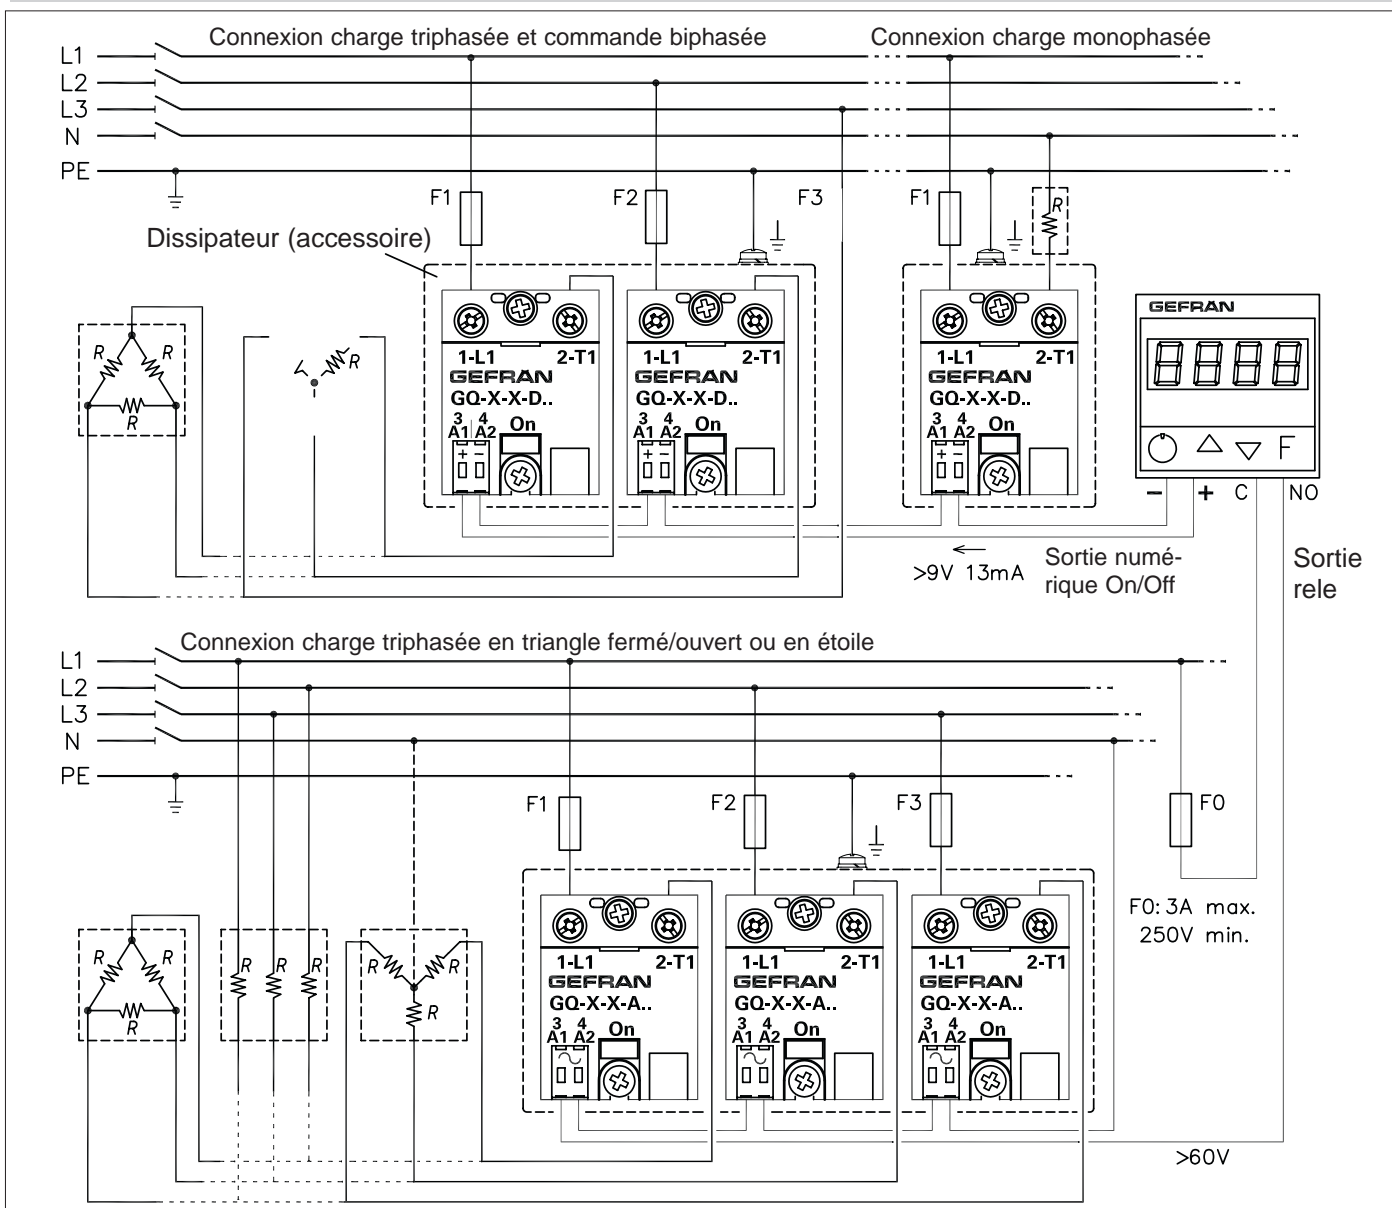 Connexion charge triphasée et commande biphasée
Connexion charge monophasée
L1
L2
L3
N
PE
F1
F2
F3
F1
R
Dissipateur (accessoire)
R
R
R
R
1-L1
2-T1
GEFRAN
GQ-X-X-D..
3
4
A1
A2
On
+
−
1-L1
2-T1
GEFRAN
GQ-X-X-D..
3
4
A1
A2
On
+
−
1-L1
2-T1
GEFRAN
GQ-X-X-D..
3
4
A1
A2
On
+
−
GEFRAN
8888
F
−
+
C
NO
>9V 13mA
Sortie numé-
rique On/Off
Sortie
rele
Connexion charge triphasée en triangle fermé/ouvert ou en étoile
L1
L2
L3
N
PE
F1
F2
F3
F0
F0: 3A max.
250V min.
R
R
R
R
R
R
R
R
R
1-L1
2-T1
GEFRAN
GQ-X-X-A..
3
4
A1
A2
On
1-L1
2-T1
GEFRAN
GQ-X-X-A..
3
4
A1
A2
On
1-L1
2-T1
GEFRAN
GQ-X-X-A..
3
4
A1
A2
On
>60V